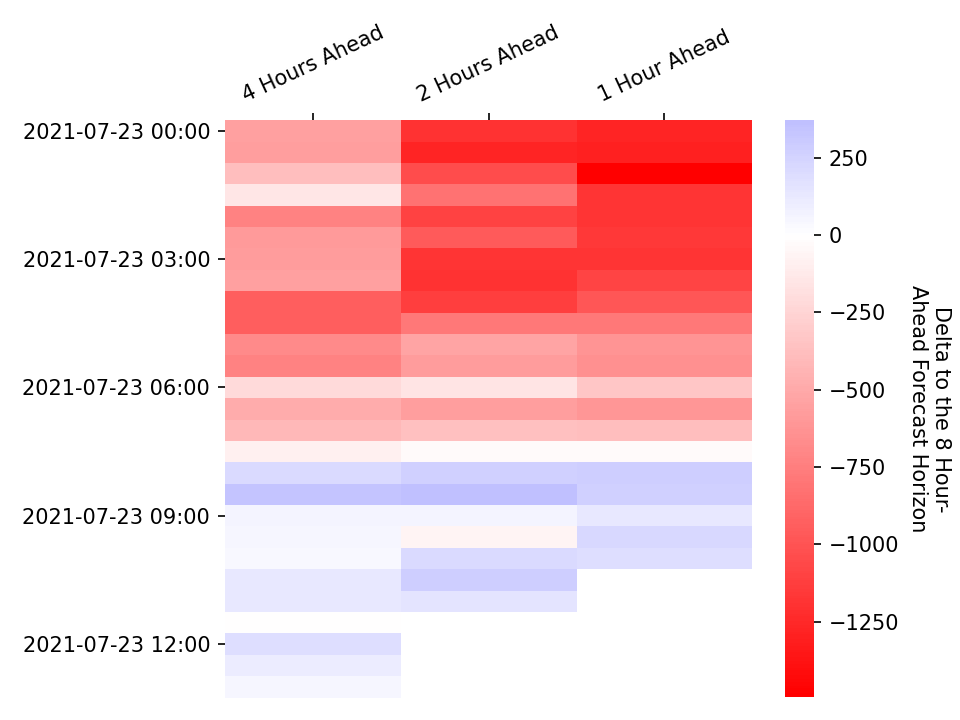 4 Hours Ahead
2 Hours Ahead
1 Hour Ahead
2021-07-23 00:00
2021-07-23 03:00
2021-07-23 06:00
2021-07-23 09:00
2021-07-23 12:00
250
0
−250
−500
−750
−1000
−1250
Delta to the 8 Hour-
Ahead Forecast Horizon